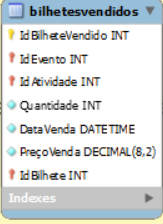 bilhetesvendidos
IdBilheteVendido INT
IdEvento INT
IdAtividade INT
Quantidade INT
DataVenda DATETIME
PreçoVenda DECIMAL(8,2)
IdBilhete INT
Indexes